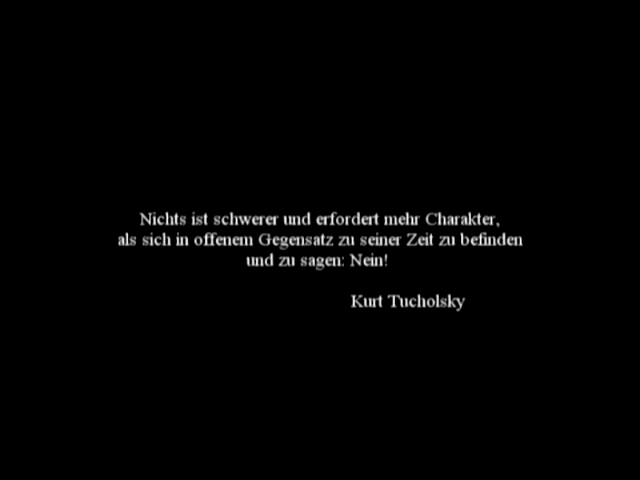 Nichts ist schwerer und erfordert mehr Charakter,
als sich in offenem Gegensatz zu seiner Zeit zu befinden
und zu sagen: Nein!
Kurt Tucholsky